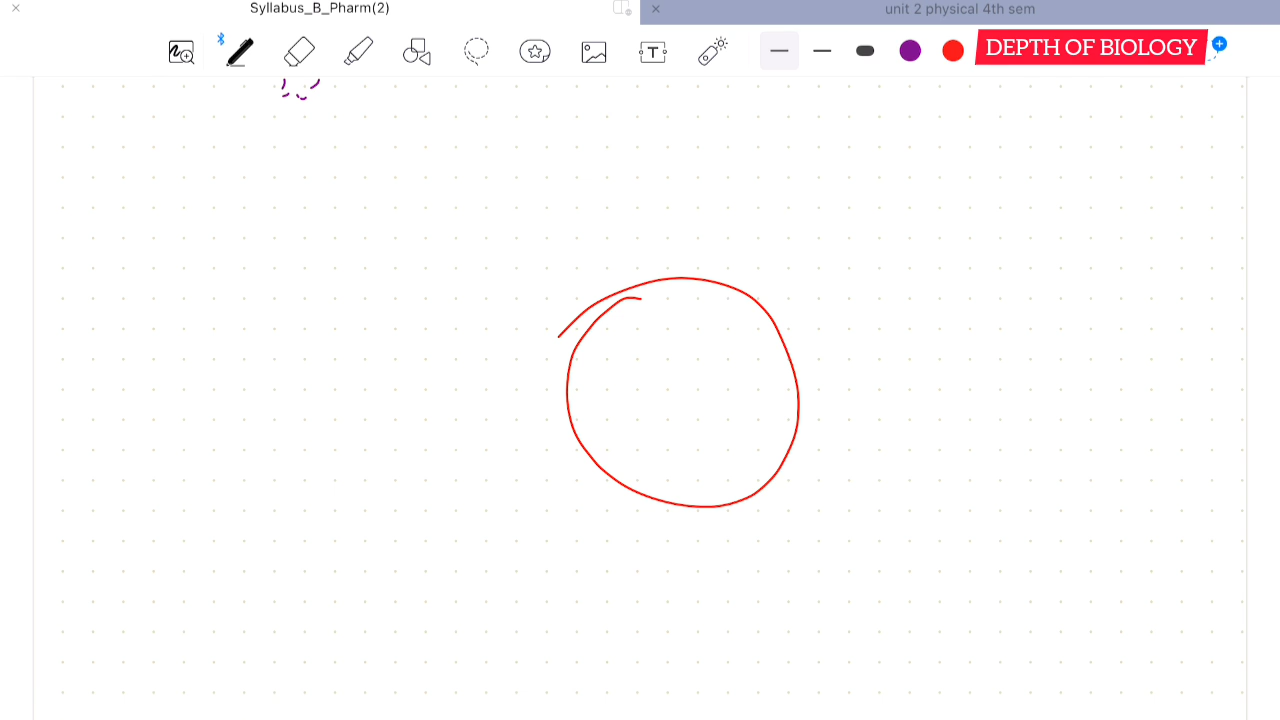 Syllabus_B_Pharm(2)
unit 2 physical 4th sem
DEPTH OF BIOLOGY